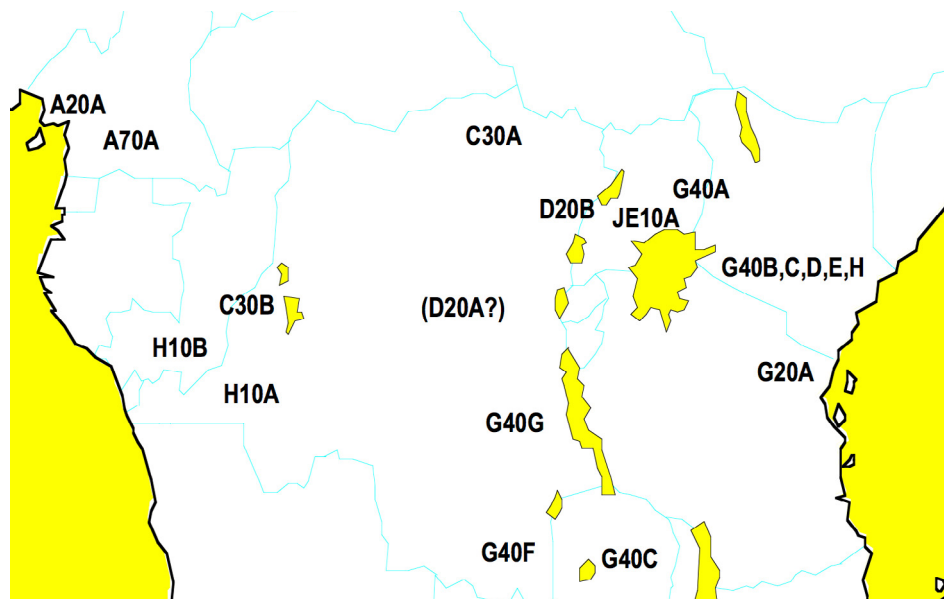 A20A
A70A
C30A
G40A
D20B
JE10A
G40B,C,D,E,H
C30B
(D20A?)
H10B
G20A
H10A
G40G
G40F
G40C